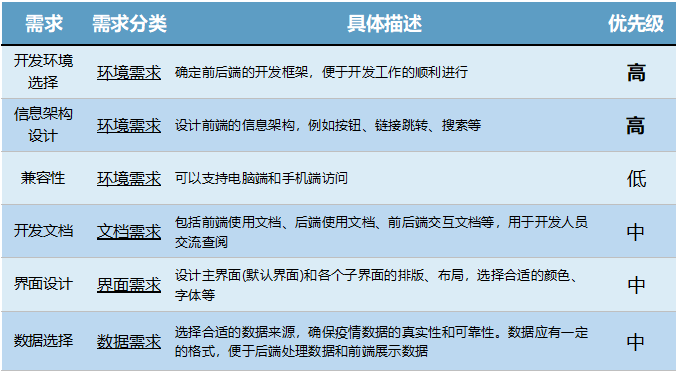 需求 需求分类 具体描述 优先级
开发环境
选择 环境需求 确定前后端的开发框架，便于开发工作的顺利进行 高
信息架构
设计 环境需求 设计前端的信息架构，例如按钮、链接跳转、搜索等 高
兼容性 环境需求 可以支持电脑端和手机端访问 低
开发文档 文档需求 包括前端使用文档、后端使用文档、前后端交互文档等，用于开发人员
交流查阅 中
界面设计 界面需求 设计主界面(默认界面)和各个子界面的排版、布局，选择合适的颜色、
字体等 中
数据选择 数据需求 选择合适的数据来源，确保疫情数据的真实性和可靠性。数据应有一定
的格式，便于后端处理数据和前端展示数据 中